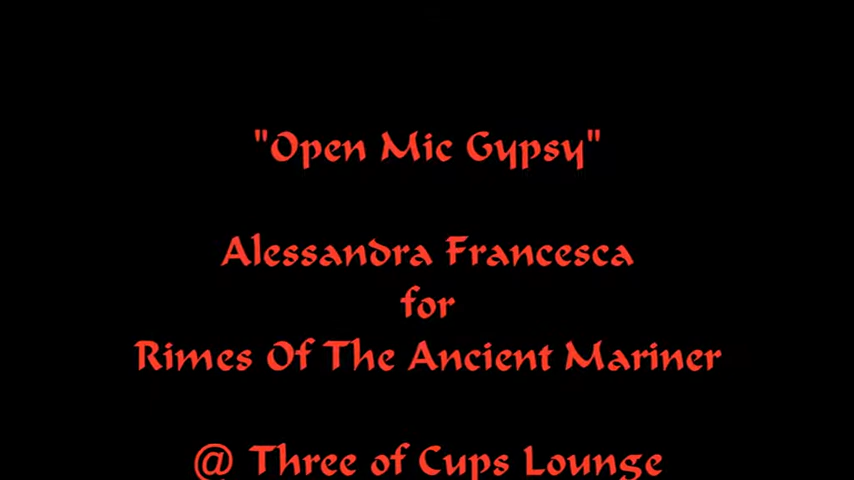 "Open Mic Gypsy"
Alessandra Francesca
for
Rimes Of The Ancient Mariner
@ Three of Cups Lounge